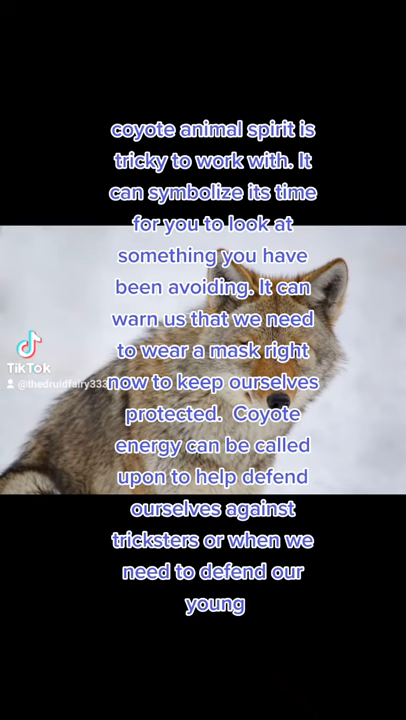 coyote animal spirit is
tricky to work with. It
can symbolize its time
for you to look at
something you have
been avoiding. It can
warn us that we need
to wear a mask right
now to keep ourselves
protected.  Coyote
energy can be called
upon to help defend
ourselves against
tricksters or when we
need to defend our
young
TikTok
@thedruidfairy333